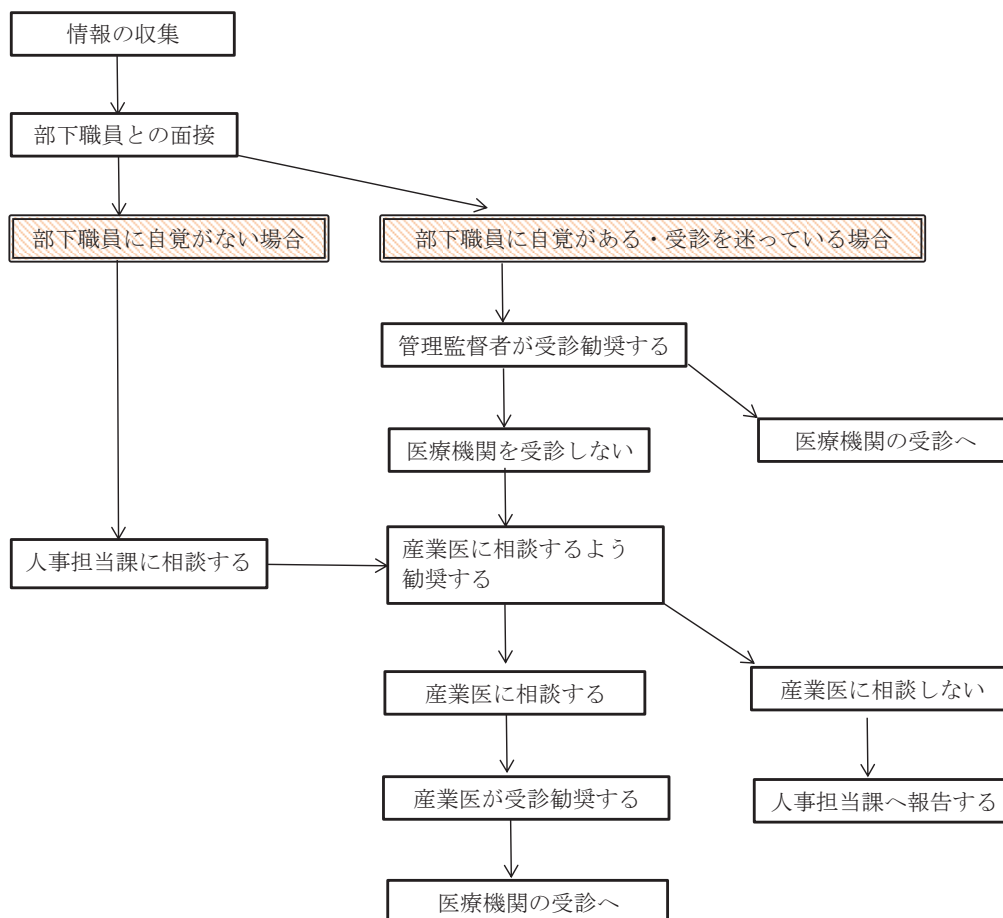 情報の収集
部下職員との面接
部下職員に自覚がない場合
部下職員に自覚がある・受診を迷っている場合
管理監督者が受診勧奨する
医療機関を受診しない
医療機関の受診へ
人事担当課に相談する
産業医に相談するよう
勧奨する
産業医に相談する
産業医に相談しない
産業医が受診勧奨する
人事担当課へ報告する
医療機関の受診へ